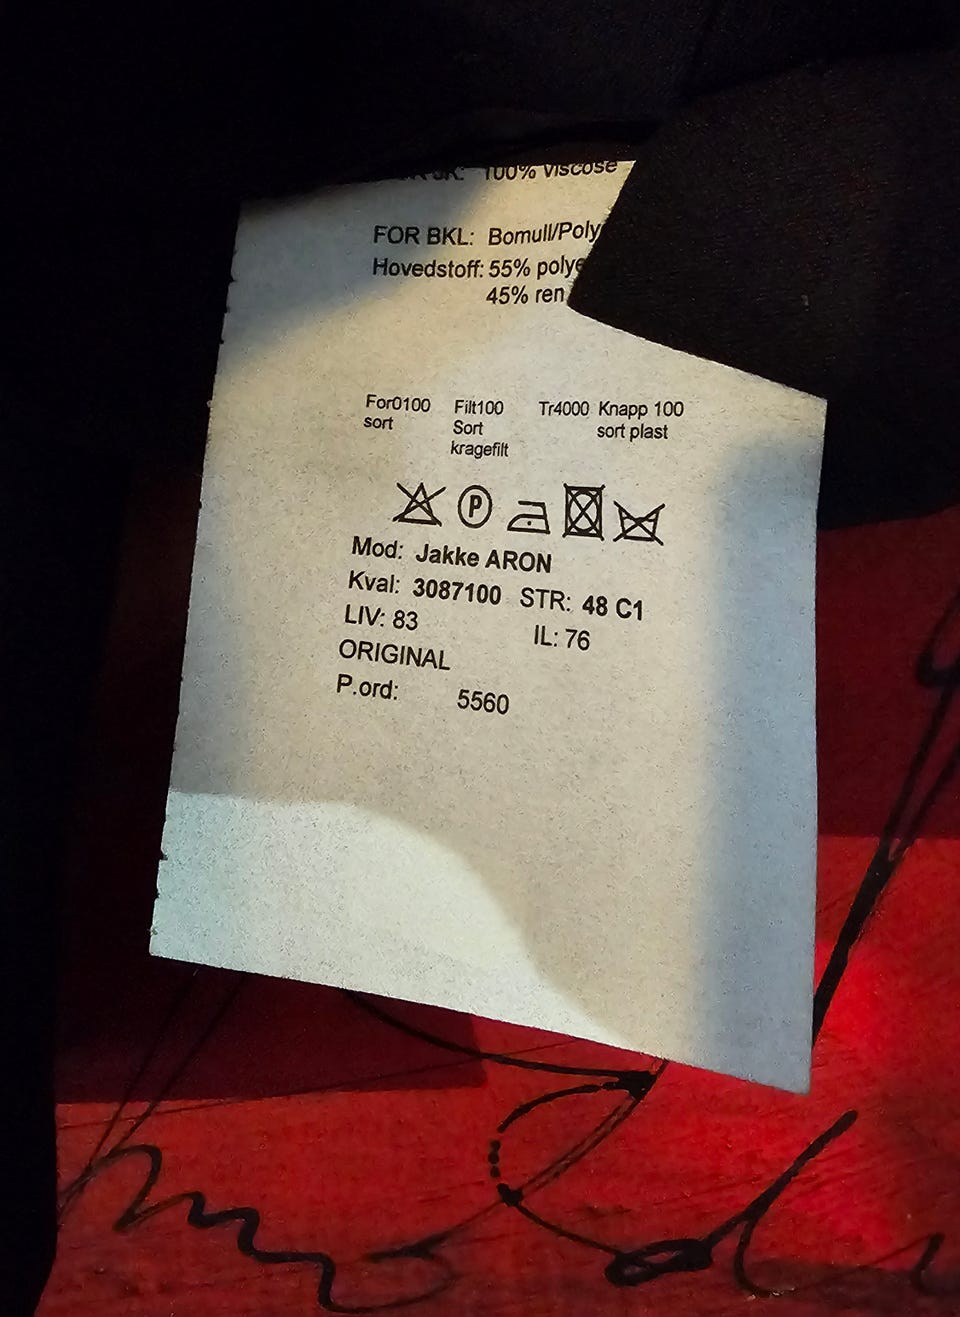 100% viscose
FOR BKL: Bomull/Poly
Hovedstoff: 55% polye
45% ren
For0100 Filt100 Tr4000 Knapp 100
sort Sort sort plast
kragefilt
P
Mod: Jakke ARON
Kval: 3087100 STR: 48 C1
LIV: 83 IL: 76
ORIGINAL
P.ord: 5560